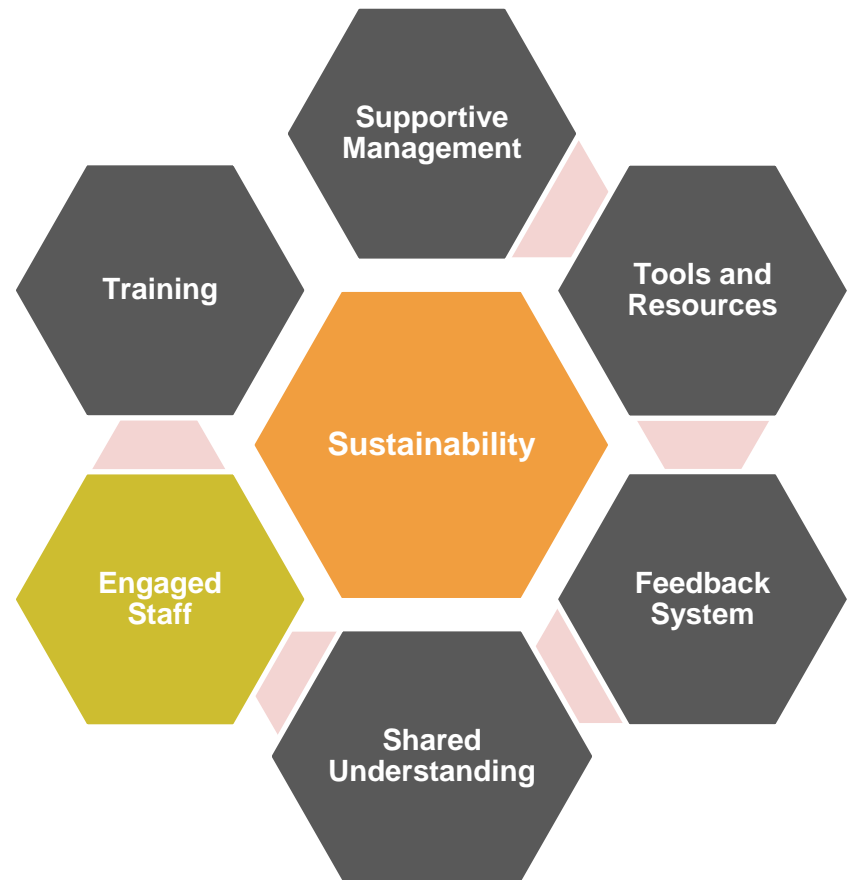 Supportive
Management
Training
Tools and
Resources
Sustainability
Engaged
Staff
Feedback
System
Shared
Understanding